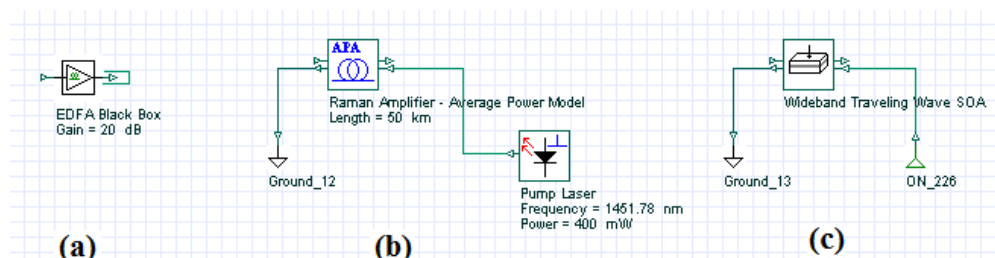 EDFA Black Box
Gain = 20 dB
(a)
APA
Raman Amplifier - Average Power Model
Length = 50 km
Ground_12
Pump Laser
Frequency = 1451.78 nm
Power = 400 mW
(b)
Wideband Traveling Wave SOA
Ground_13
ON_226
(c)